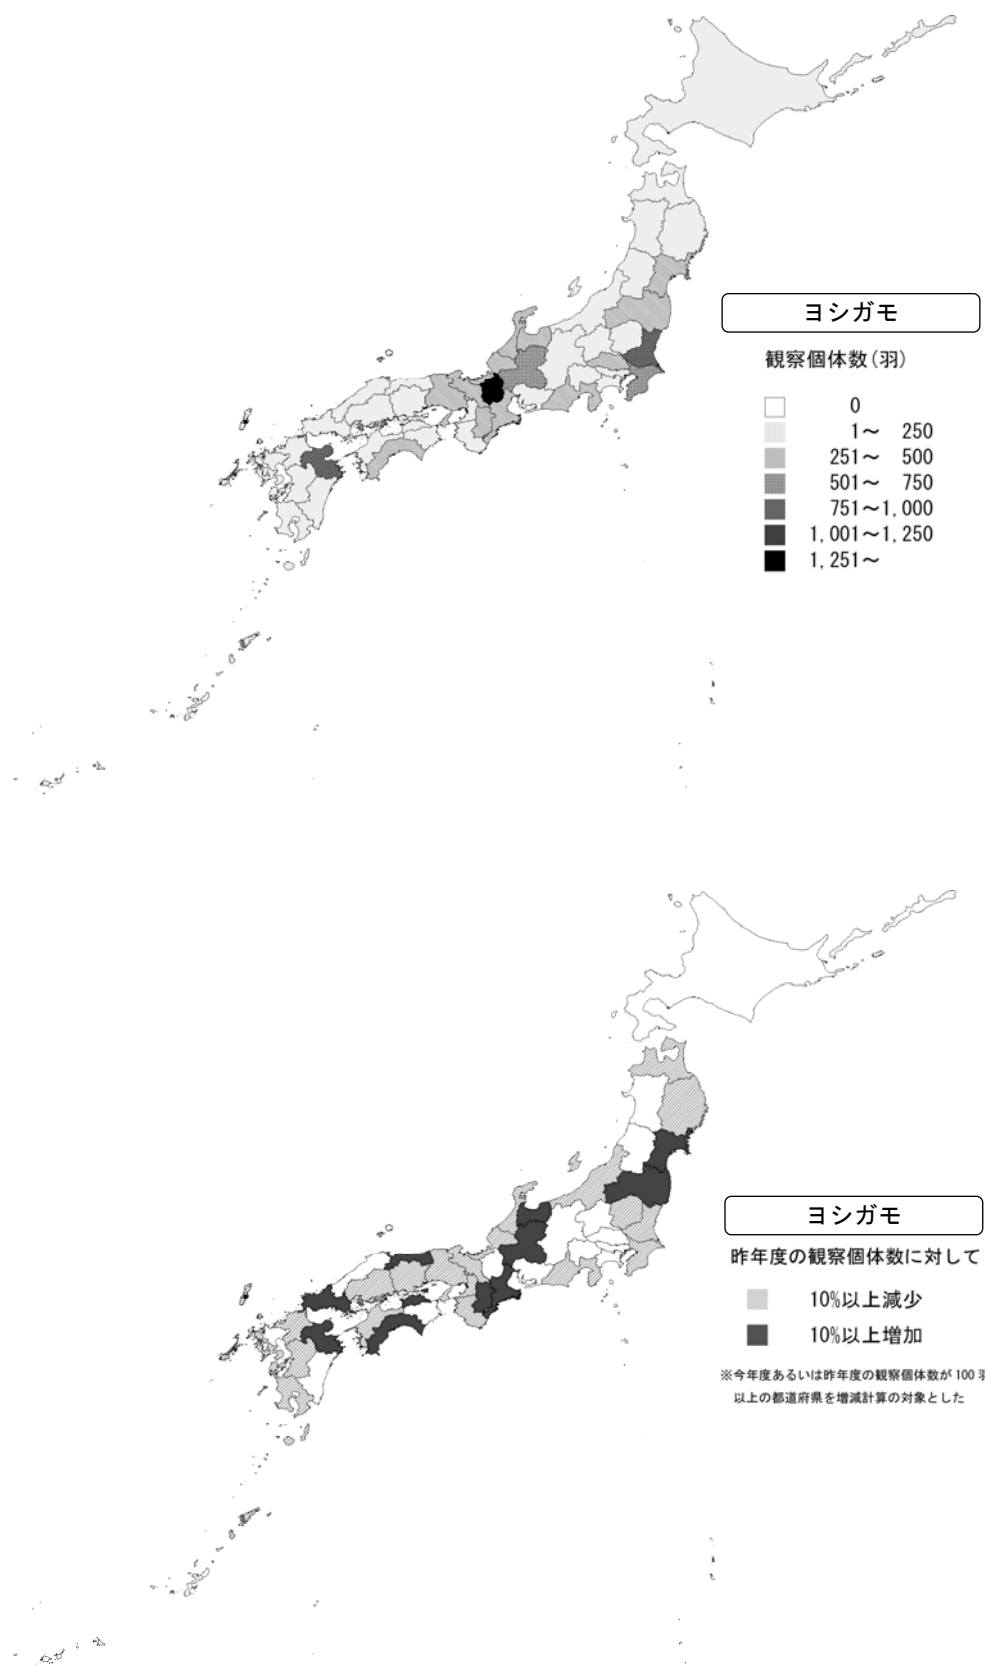 ヨシガモ
観察個体数(羽)
0
1～ 250
251～ 500
501～ 750
751～1,000
1,001～1,250
1,251～
ヨシガモ
昨年度の観察個体数に対して
10%以上減少
10%以上増加
※今年度あるいは昨年度の観察個体数が 100 羽
以上の都道府県を増減計算の対象とした